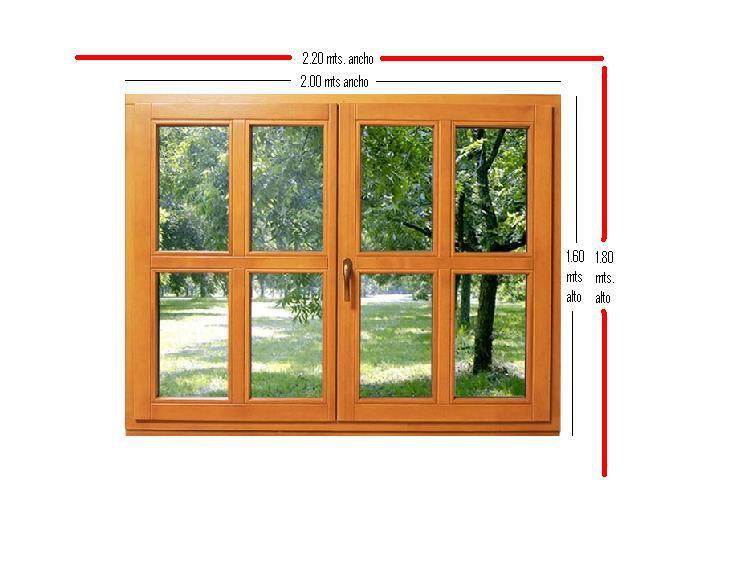 2.20 mts. ancho
2.00 mts ancho
1.60
mts
alto
1.80
mts.
alto